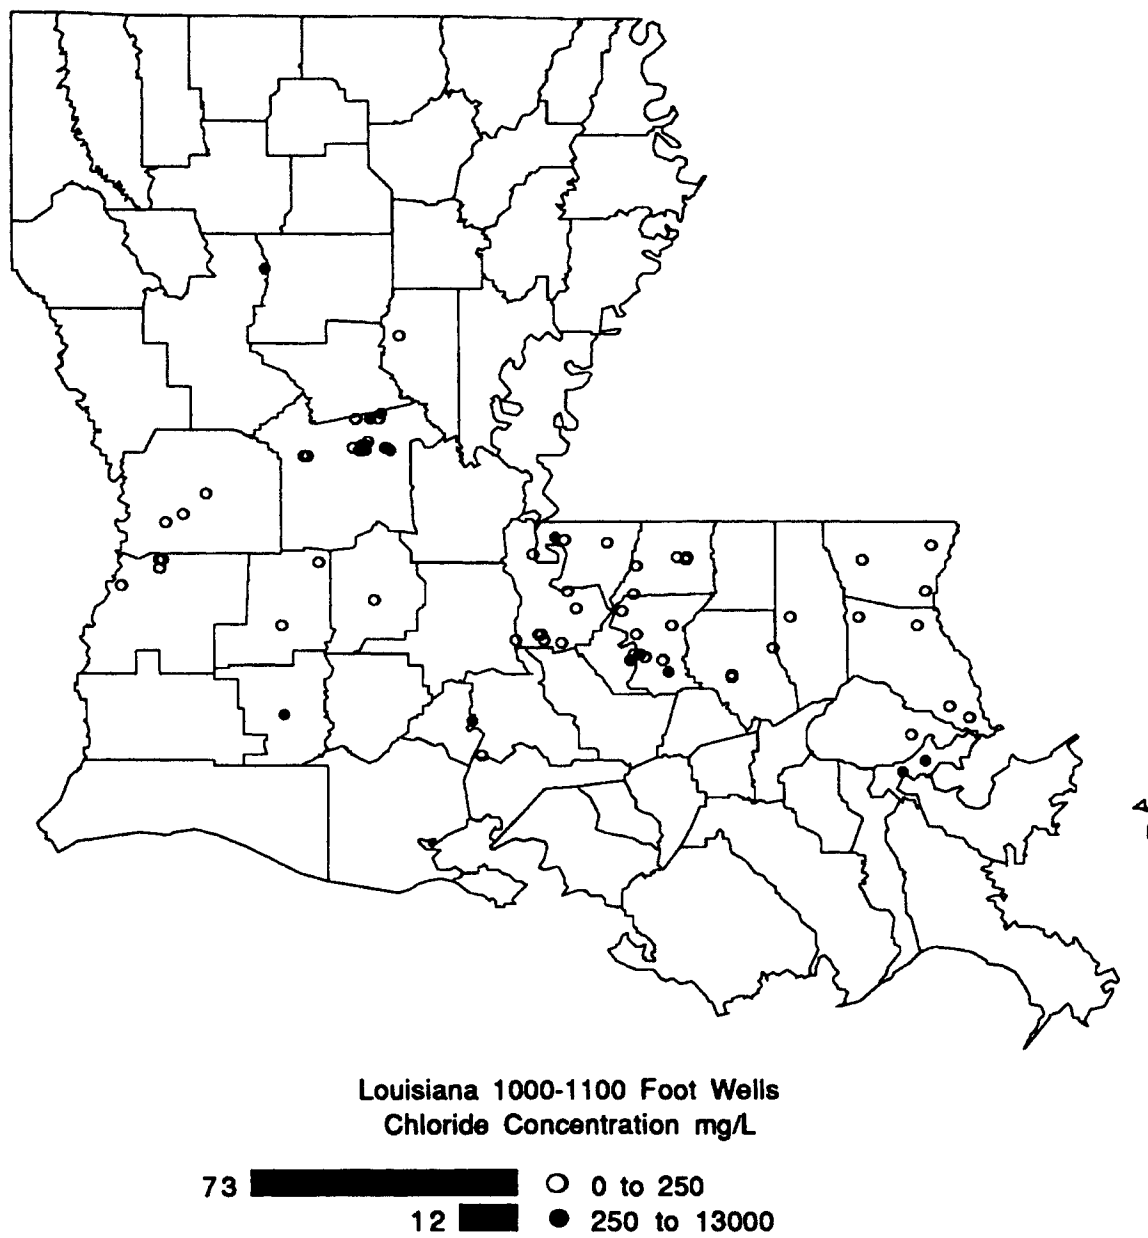 Louisiana 1000-1100 Foot Wells
Chloride Concentration mg/L
73 0 to 250
12 250 to 13000